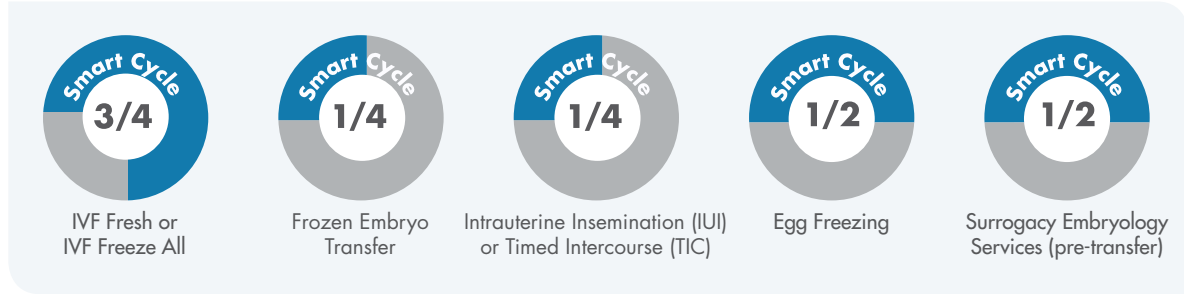 Smart Cycle
3/4
IVF Fresh or
IVF Freeze All
Smart Cycle
1/4
Frozen Embryo
Transfer
Smart Cycle
1/4
Intrauterine Insemination (IUI)
or Timed Intercourse (TIC)
Smart Cycle
1/2
Egg Freezing
Smart Cycle
1/2
Surrogacy Embryology
Services (pre-transfer)